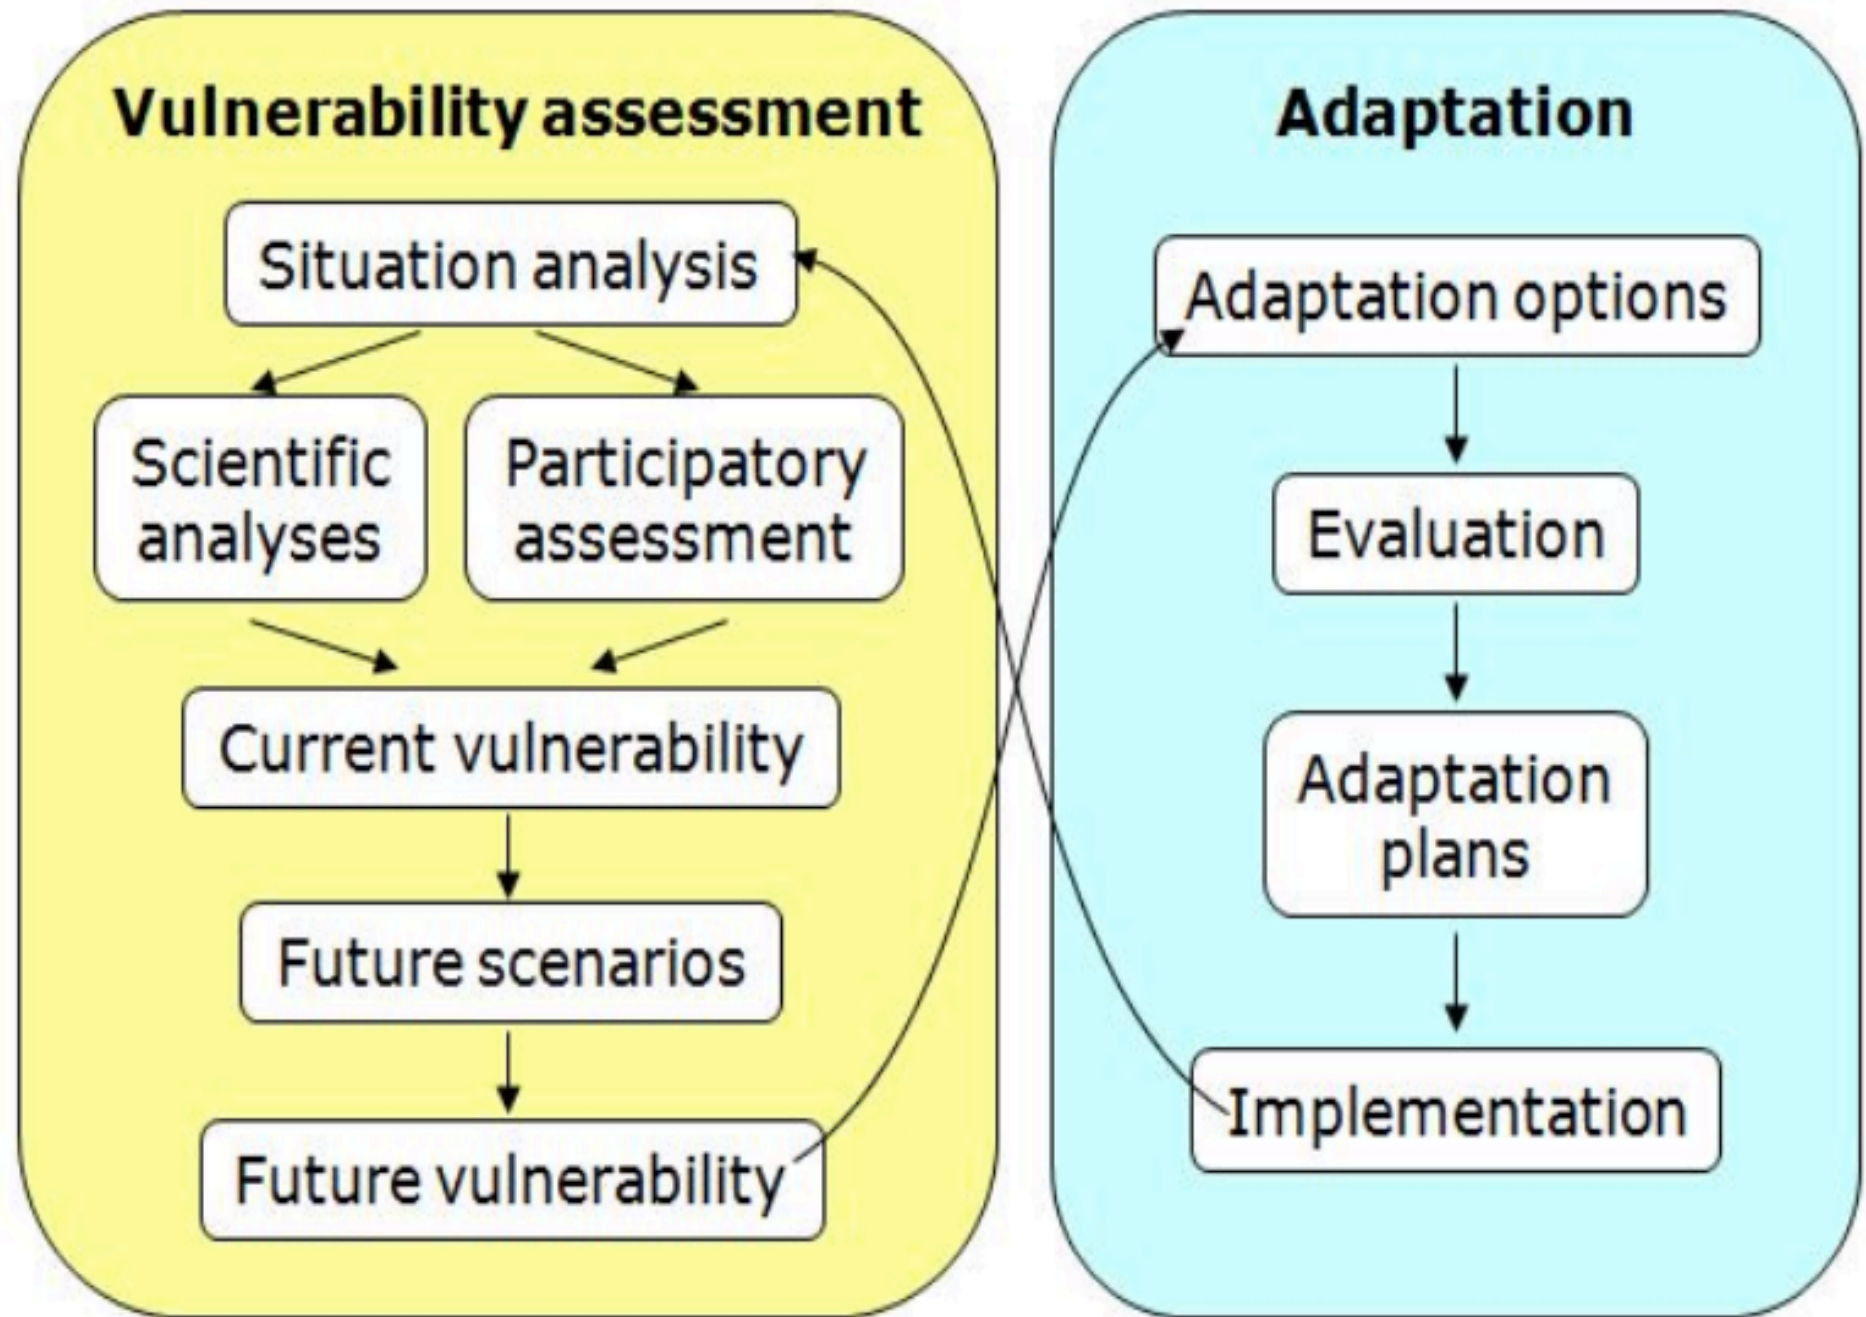 Vulnerability assessment
Situation analysis
Scientific
analyses
Participatory
assessment
Current vulnerability
Future scenarios
Future vulnerability
Adaptation
Adaptation options
Evaluation
Adaptation
plans
Implementation